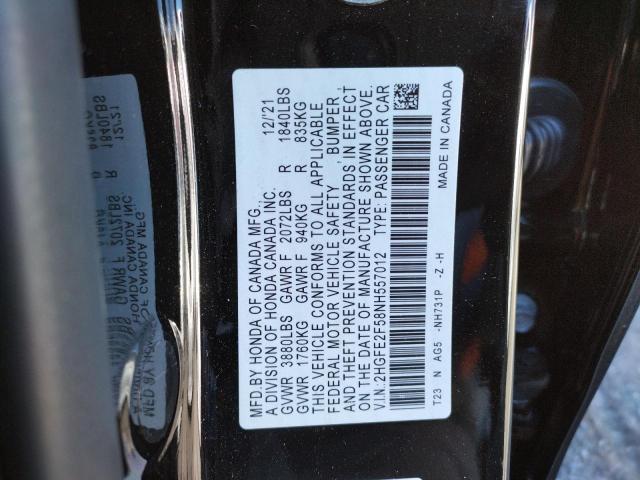 MFD.BY HONDA OF CANADA MFG.,
A DIVISION OF HONDA CANADA INC. 12/'21
GVWR 3880LBS GAWR F 2072LBS R 1840LBS
GVWR 1760KG GAWR F 940KG R 835KG
THIS VEHICLE CONFORMS TO ALL APPLICABLE
FEDERAL MOTOR VEHICLE SAFETY , BUMPER,
AND THEFT PREVENTION STANDARDS IN EFFECT
ON THE DATE OF MANUFACTURE SHOWN ABOVE.
V.I.N.:2HGFE2F58NH557012 TYPE: PASSENGER CAR
T23 N AG5 -NH731P -Z -H MADE IN CANADA